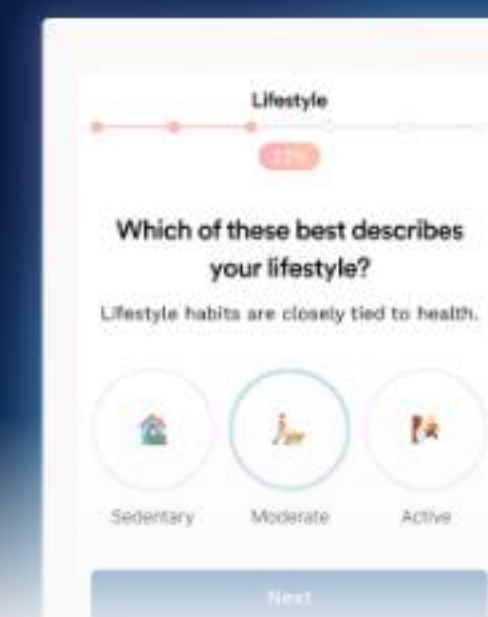 Lifestyle
Which of these best describes
your lifestyle?
Lifestyle habits are closely tied to health.
Sedentary
Moderate
Active
Next